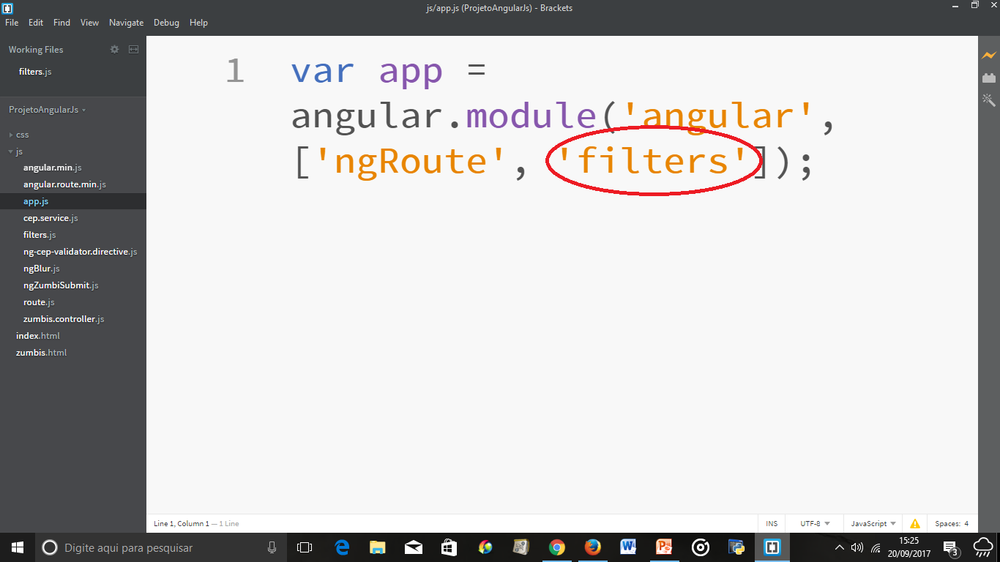 js/app.js (ProjetoAngularJs) - Brackets
File Edit Find View Navigate Debug Help
Working Files
filters.js
ProjetoAngularJs
css
js
angular.min.js
angular.route.min.js
app.js
cep.service.js
filters.js
ng-cep-validator.directive.js
ngBlur.js
ngZumbiSubmit.js
route.js
zumbis.controller.js
index.html
zumbis.html
1 var app =
angular.module('angular',
['ngRoute', 'filters']);
Line 1, Column 1 — 1 Line
INS UTF-8 JavaScript Spaces: 4
Digite aqui para pesquisar
15:25
20/09/2017
3